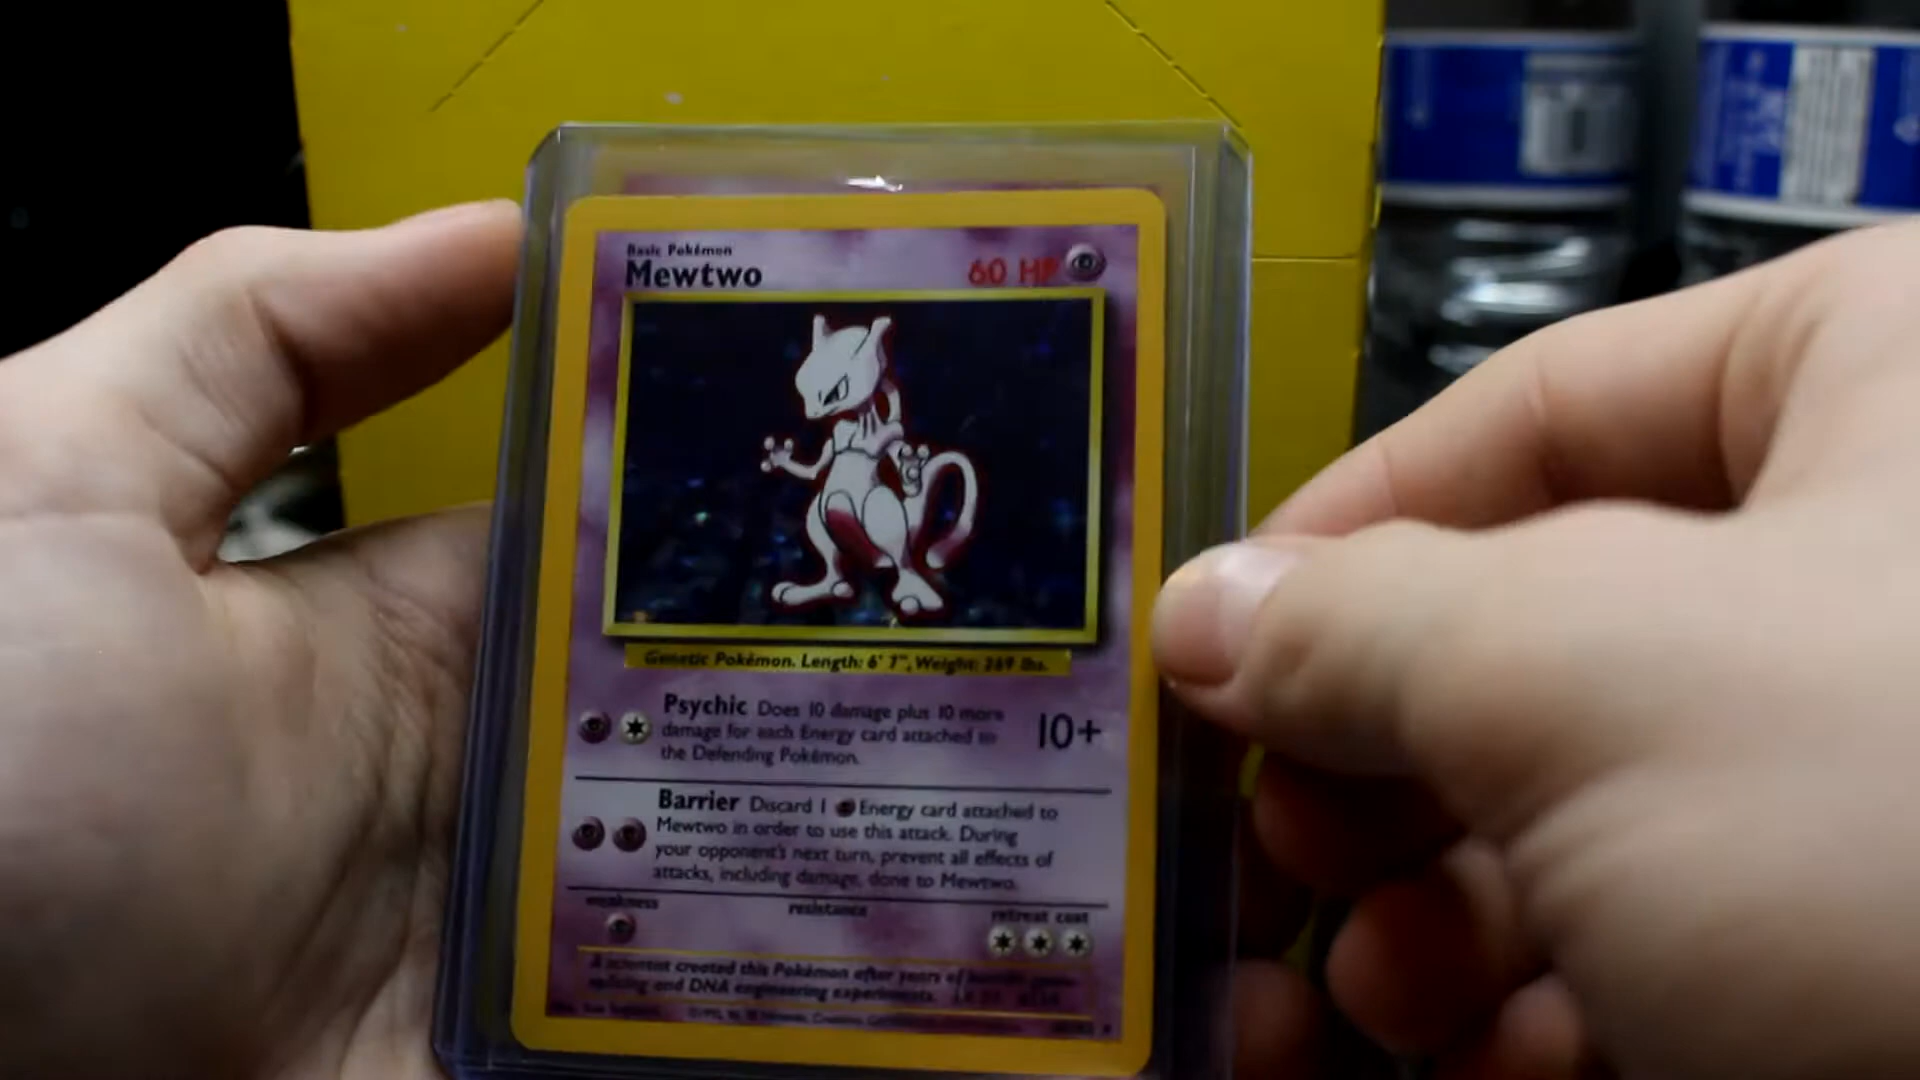 Basic Pokémon
Mewtwo
60 HP
Genetic Pokémon. Length: 6' 7", Weight: 269 lbs.
Psychic Does 10 damage plus 10 more
damage for each Energy card attached to
the Defending Pokémon.
10+
Barrier Discard 1 Energy card attached to
Mewtwo in order to use this attack. During
your opponent's next turn, prevent all effects of
attacks, including damage, done to Mewtwo.
weakness
resistance
retreat cost
A scientist created this Pokémon after years of horrific gene-
splicing and DNA engineering experiments.